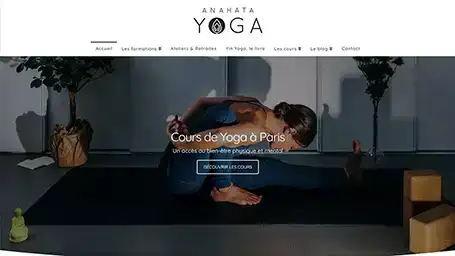 ANAHATA
YOGA
Accueil Les formations Ateliers & Retraites Yin Yoga, le livre Les cours Le blog Contact
Cours de Yoga à Paris
Un accès au bien-être physique et mental
DÉCOUVRIR LES COURS